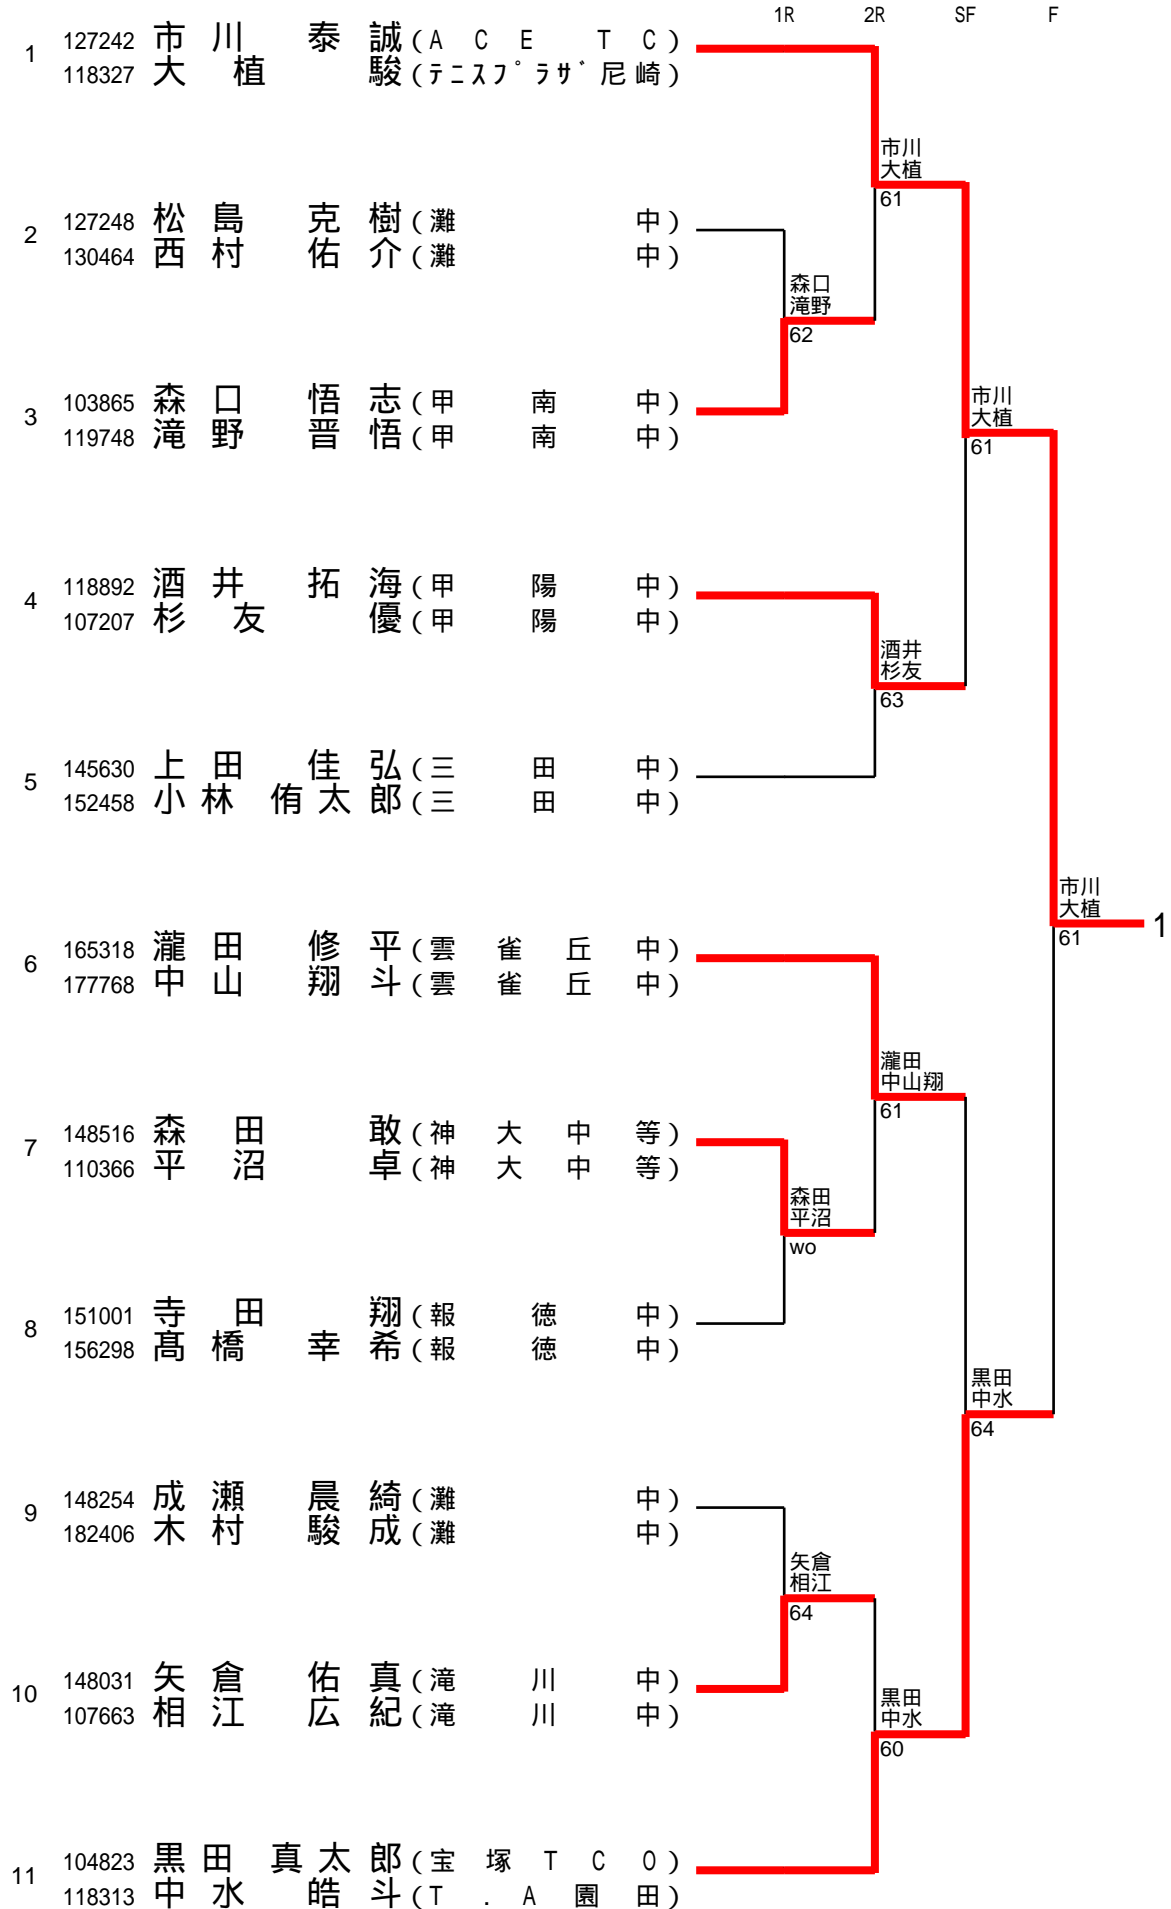 1R 2R SF F
1 127242 市川 泰誠(ACE TC)
118327 大植 駿(テニスプラザ尼崎)
市川
大植
61
2 127248 松島 克樹(灘中)
130464 西村 佑介(灘中)
森口
滝野
62
3 103865 森口 悟志(甲南中)
119748 滝野 晋悟(甲南中)
市川
大植
61
4 118892 酒井 拓海(甲陽中)
107207 杉友 優(甲陽中)
酒井
杉友
63
5 145630 上田 佳弘(三田中)
152458 小林 侑太郎(三田中)
市川
大植
61
1
6 165318 瀧田 修平(雲雀丘中)
177768 中山 翔斗(雲雀丘中)
瀧田
中山翔
61
7 148516 森田 敢(神大中等)
110366 平沼 卓(神大中等)
森田
平沼
wo
8 151001 寺田 翔(報徳中)
156298 髙橋 幸希(報徳中)
黒田
中水
64
9 148254 成瀬 晨綺(灘中)
182406 木村 駿成(灘中)
矢倉
相江
64
10 148031 矢倉 佑真(滝川中)
107663 相江 広紀(滝川中)
黒田
中水
60
11 104823 黒田 真太郎(宝塚TCO)
118313 中水 皓斗(T.A園田)